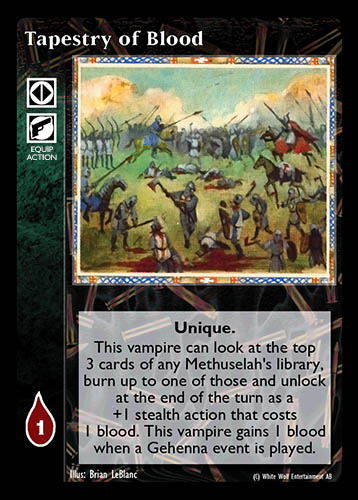 Tapestry of Blood
EQUIP
ACTION
Unique.
This vampire can look at the top
3 cards of any Methuselah's library,
burn up to one of those and unlock
at the end of the turn as a
+1 stealth action that costs
1 blood. This vampire gains 1 blood
when a Gehenna event is played.
1
Illus: Brian LeBlanc
(C) White Wolf Entertainment AB